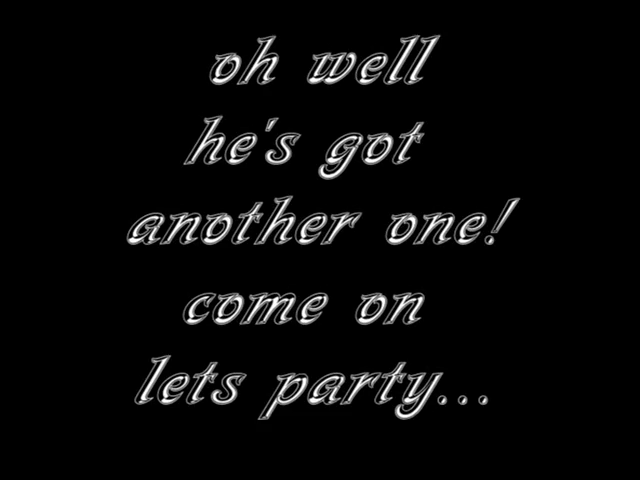 oh well
he's got
another one!
come on
lets party...